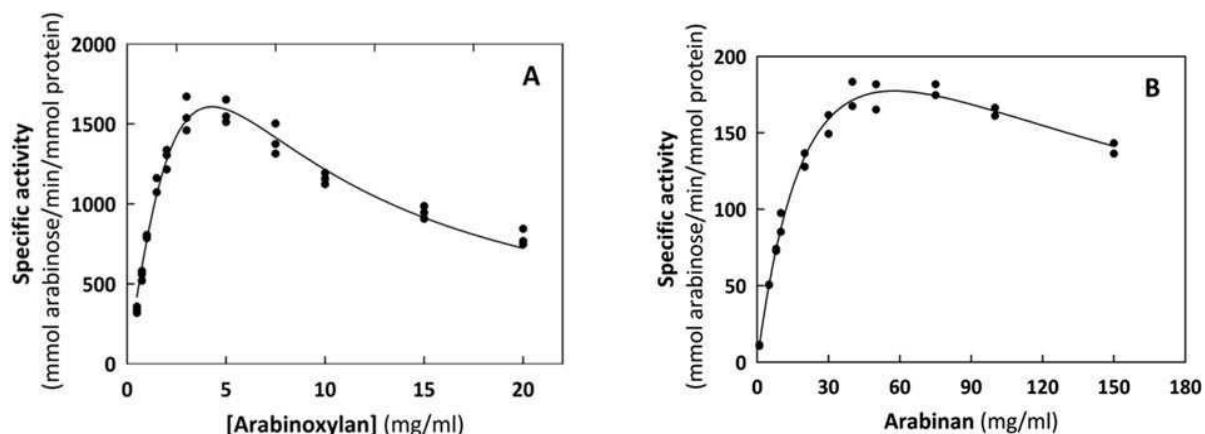 A
Specific activity
(mmol arabinose/min/mmol protein)
2000
1500
1000
500
0
0 5 10 15 20
[Arabinoxylan] (mg/ml)
B
Specific activity
(mmol arabinose/min/mmol protein)
200
150
100
50
0
0 30 60 90 120 150 180
Arabinan (mg/ml)